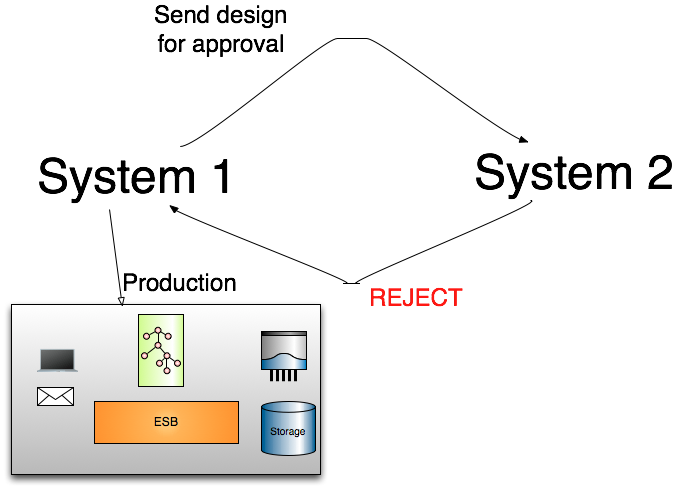 Send design
for approval
System 1
System 2
Production
REJECT
ESB
Storage